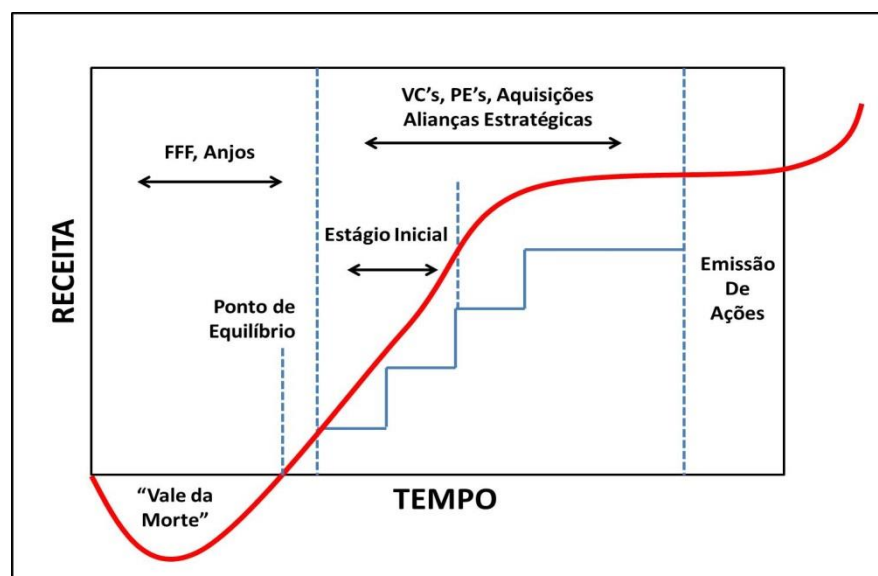 VC’s, PE’s, Aquisições
Alianças Estratégicas
FFF, Anjos
Estágio Inicial
RECEITA
Ponto de
Equilíbrio
Emissão
De
Ações
“Vale da
Morte”
TEMPO